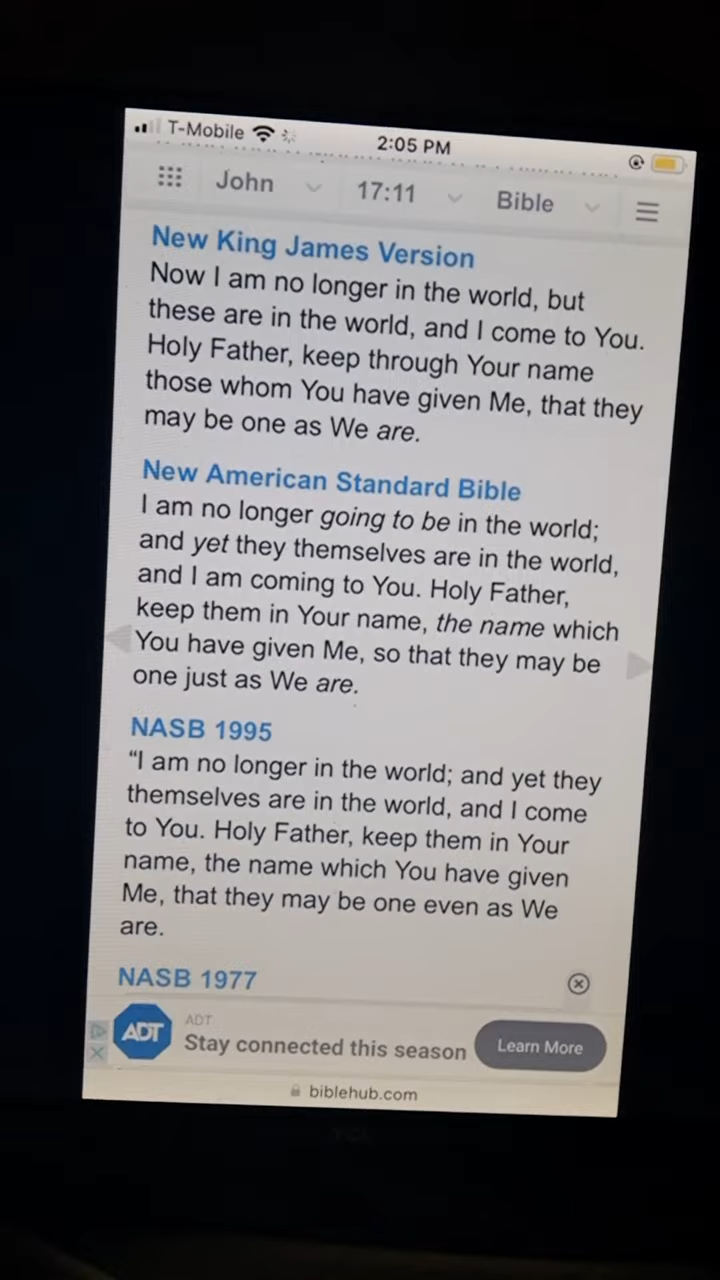 T-Mobile 2:05 PM
John 17:11 Bible
New King James Version
Now I am no longer in the world, but
these are in the world, and I come to You.
Holy Father, keep through Your name
those whom You have given Me, that they
may be one as We are.
New American Standard Bible
I am no longer going to be in the world;
and yet they themselves are in the world,
and I am coming to You. Holy Father,
keep them in Your name, the name which
You have given Me, so that they may be
one just as We are.
NASB 1995
“I am no longer in the world; and yet they
themselves are in the world, and I come
to You. Holy Father, keep them in Your
name, the name which You have given
Me, that they may be one even as We
are.
NASB 1977
ADT
ADT
Stay connected this season
Learn More
biblehub.com
TCL